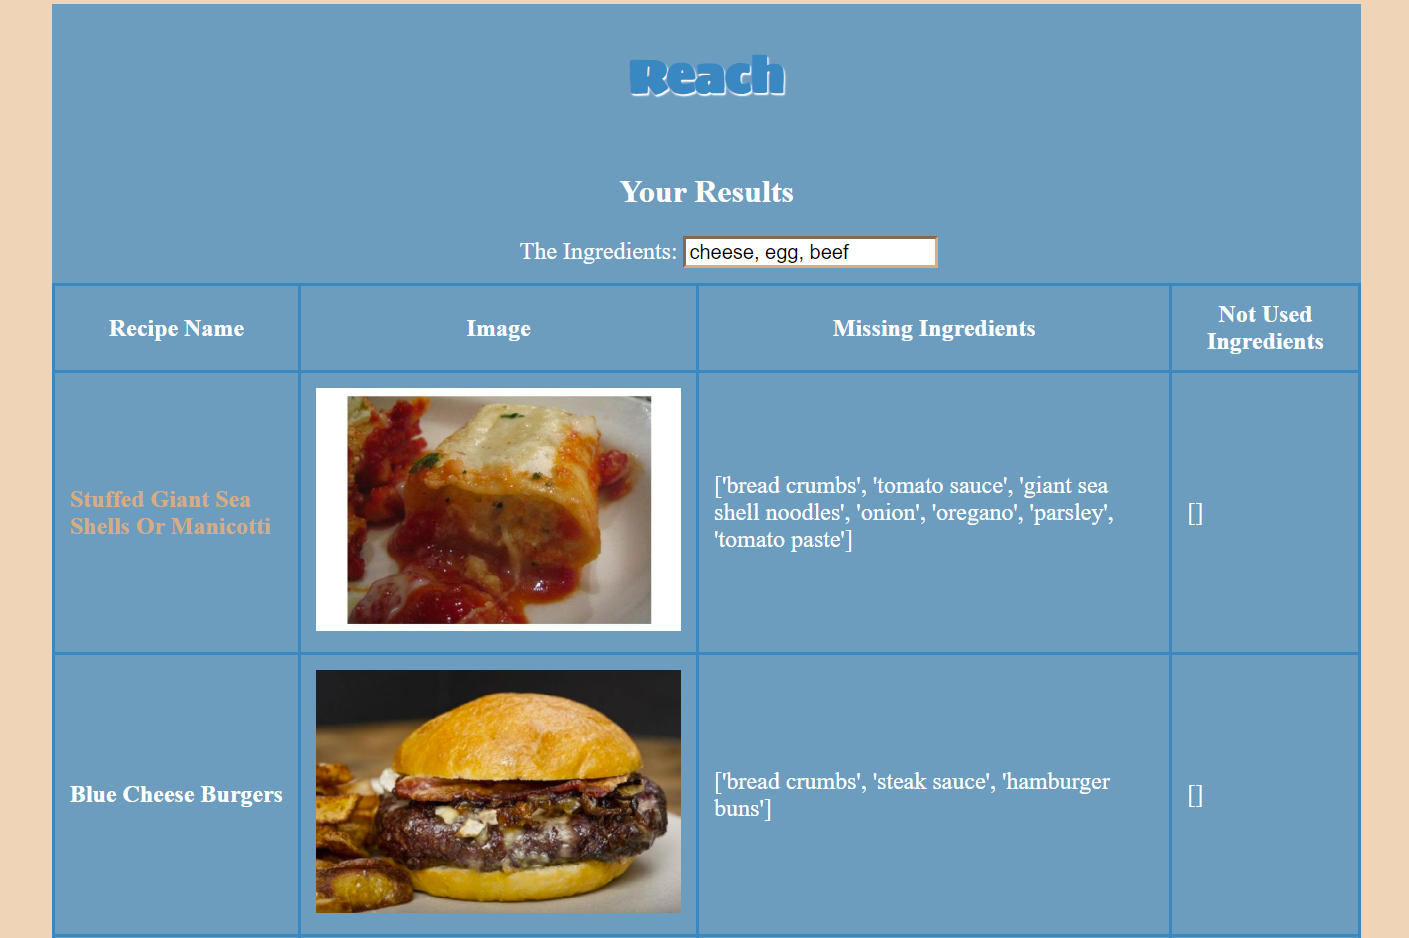 Reach
Your Results
The Ingredients: cheese, egg, beef
Recipe Name
Image
Missing Ingredients
Not Used
Ingredients
Stuffed Giant Sea
Shells Or Manicotti
['bread crumbs', 'tomato sauce', 'giant sea
shell noodles', 'onion', 'oregano', 'parsley',
'tomato paste']
[]
Blue Cheese Burgers
['bread crumbs', 'steak sauce', 'hamburger
buns']
[]